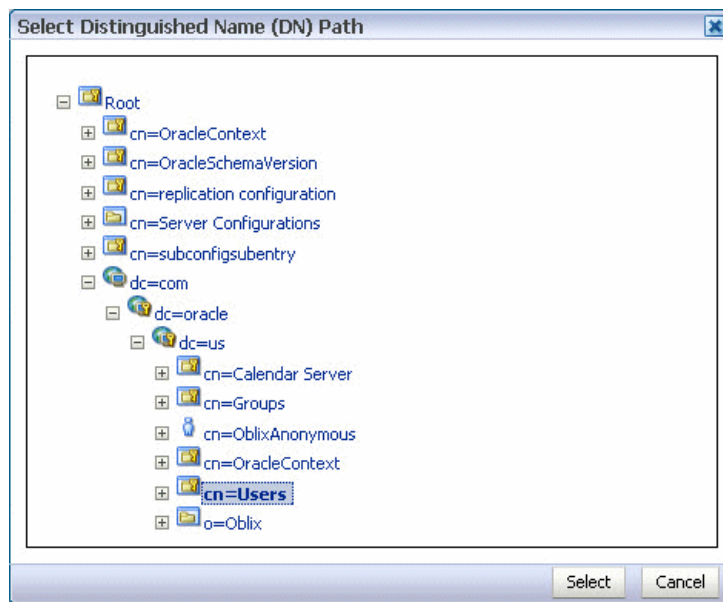 Select Distinguished Name (DN) Path
Root
cn=OracleContext
cn=OracleSchemaVersion
cn=replication configuration
cn=Server Configurations
cn=subconfigsubentry
dc=com
dc=oracle
dc=us
cn=Calendar Server
cn=Groups
cn=OblixAnonymous
cn=OracleContext
cn=Users
o=Oblix
Select Cancel